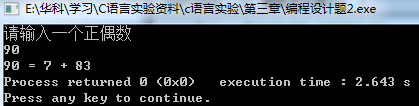 E:\华科\学习\C语言实验资料\c语言实验\第三章\编程设计题2.exe
请输入一个正偶数
90
90 = 7 + 83
Process returned 0 (0x0)   execution time : 2.643 s
Press any key to continue.